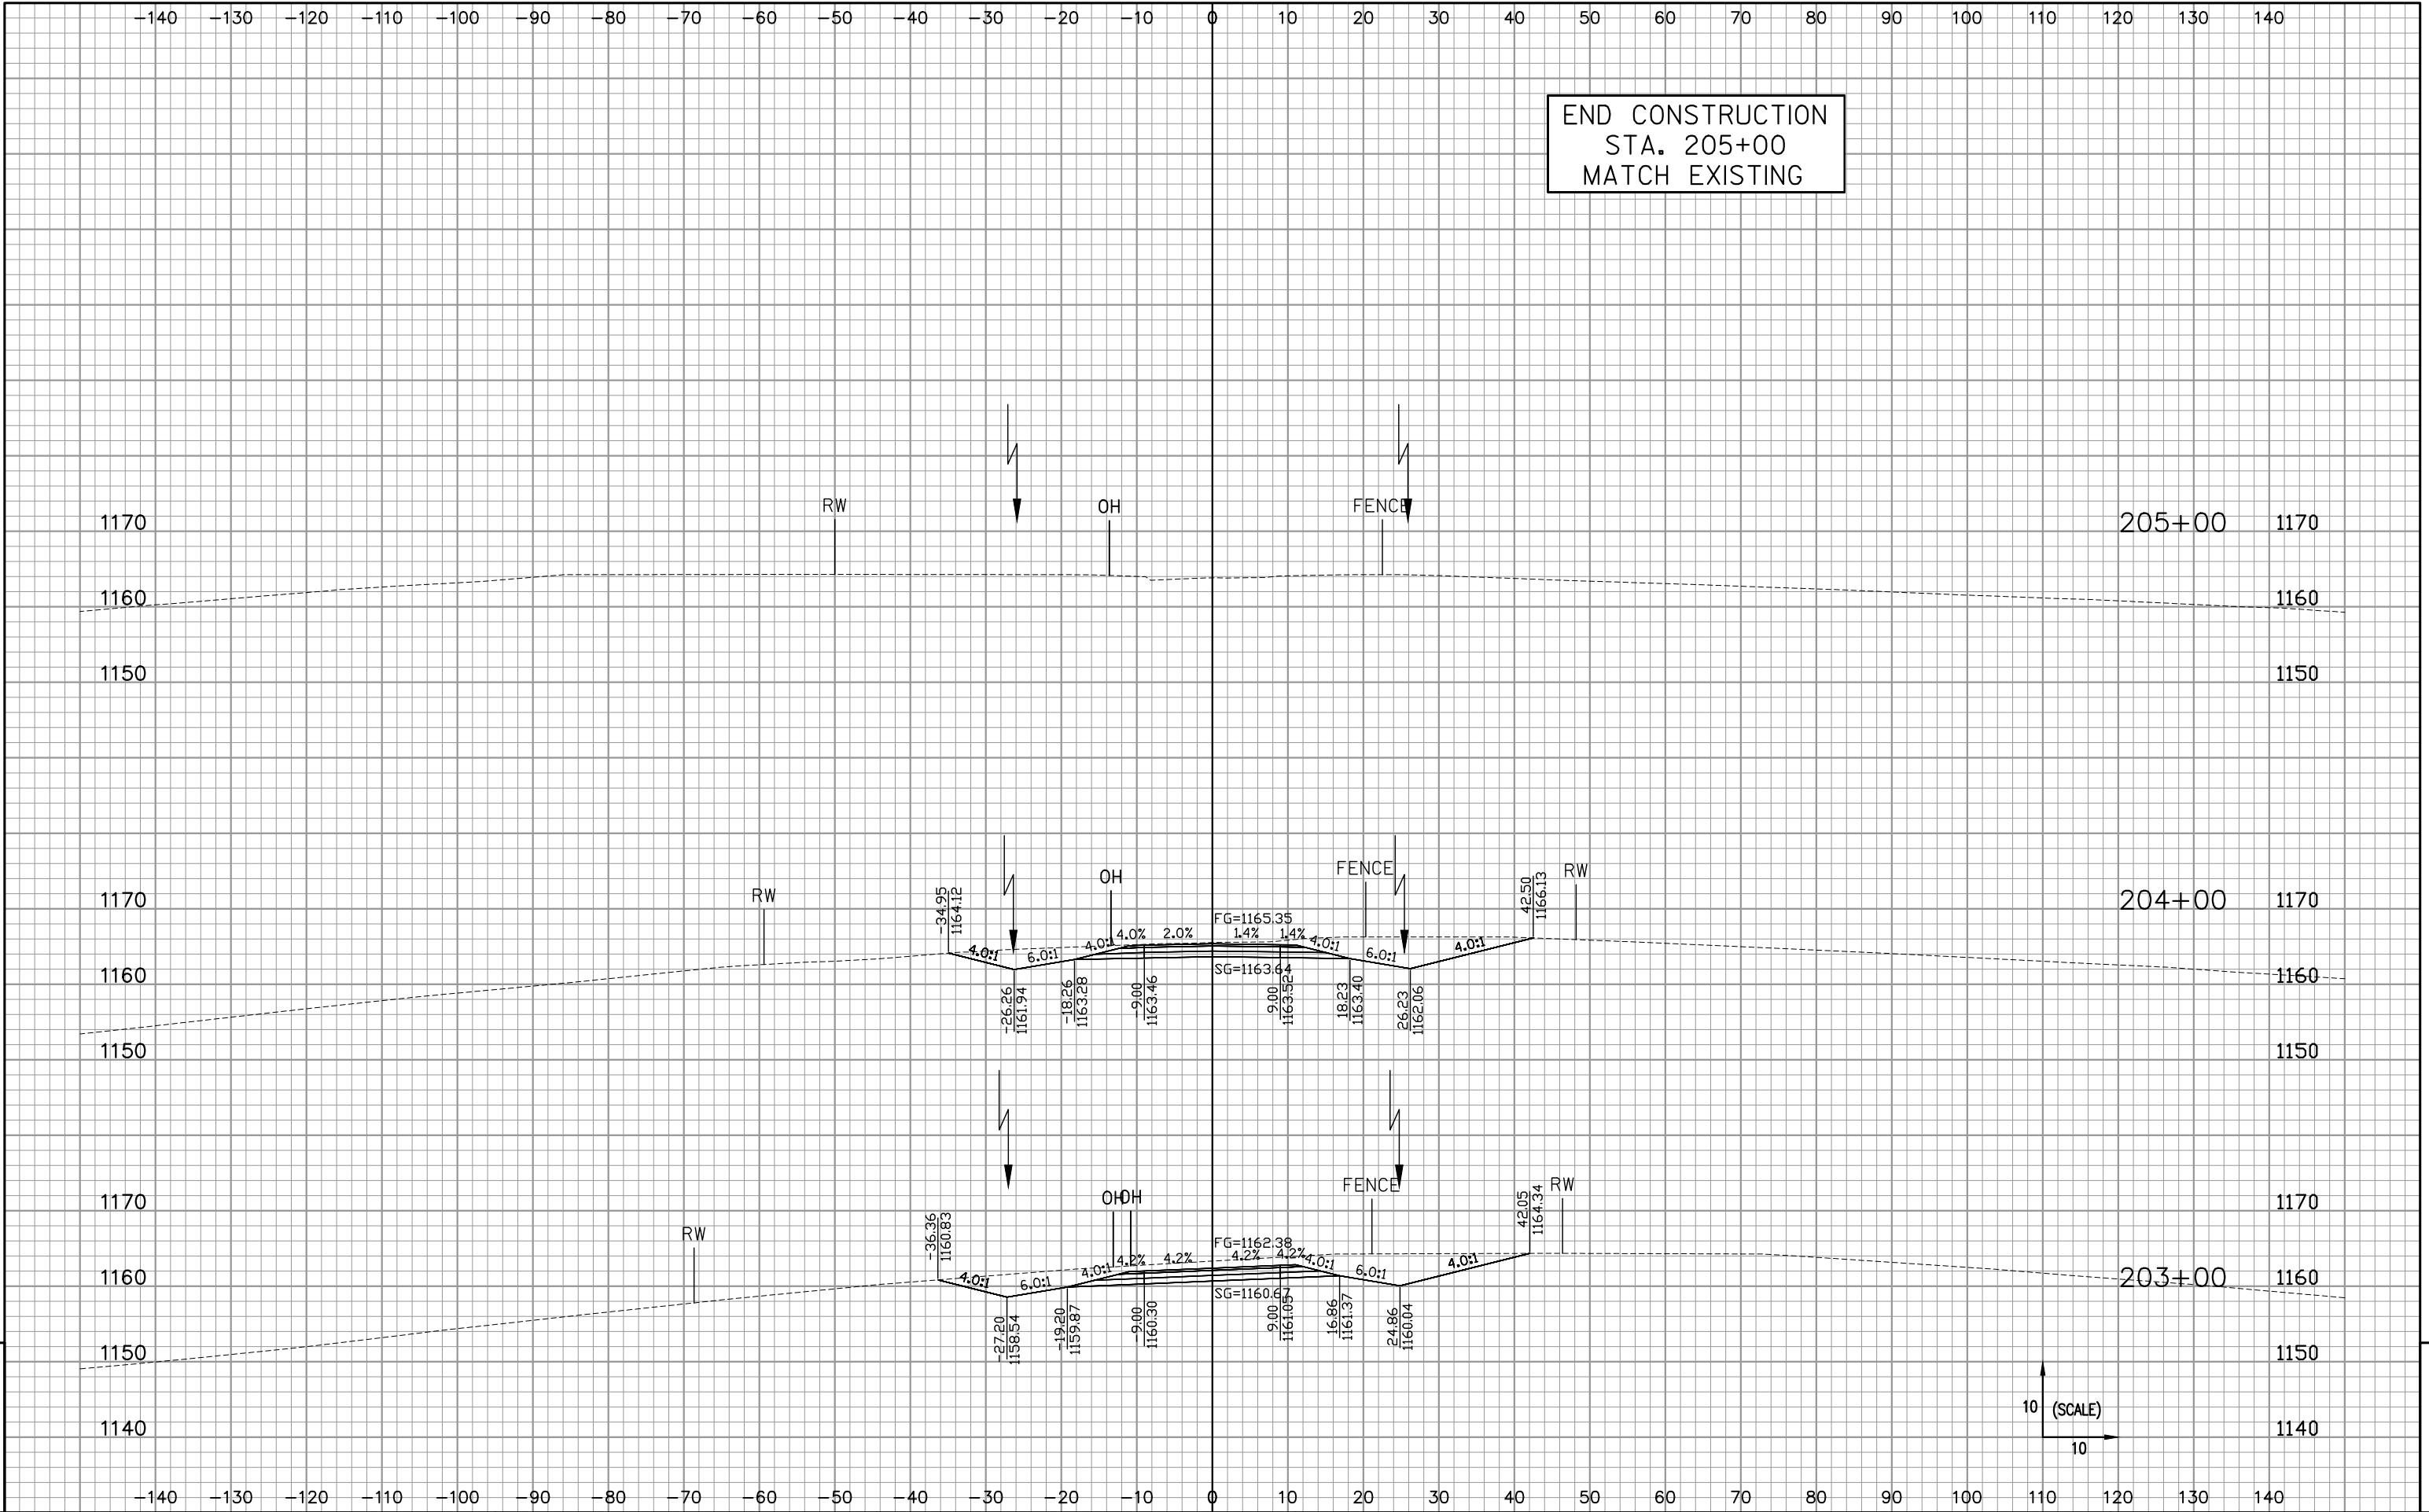 -140 -130 -120 -110 -100 -90 -80 -70 -60 -50 -40 -30 -20 -10 0 10 20 30 40 50 60 70 80 90 100 110 120 130 140
END CONSTRUCTION
STA. 205+00
MATCH EXISTING
RW OH FENCE
1170 205+00 1170
1160 1160
1150 1150
RW -34.95 1164.12 OH FENCE 42.50 1166.13 RW
1170 204+00 1170
FG=1165.35
4.0:1 6.0:1 4.0:1 4.0% 2.0% 1.4% 1.4% 4.0:1 6.0:1 4.0:1
SG=1163.64
1160 1160
-26.26 1161.94 -18.26 1163.28 -9.00 1163.46 9.00 1163.52 18.23 1163.40 26.23 1162.06
1150 1150
RW -36.36 1160.83 OH OH FENCE 42.05 1164.34 RW
1170 1170
FG=1162.38
4.0:1 6.0:1 4.0:1 4.2% 4.2% 4.2% 4.2% 4.0:1 6.0:1 4.0:1
1160 203+00 1160
SG=1160.67
-27.20 1158.54 -19.20 1159.87 -9.00 1160.30 9.00 1161.05 16.86 1161.37 24.86 1160.04
1150 1150
10 (SCALE)
1140 1140
10
-140 -130 -120 -110 -100 -90 -80 -70 -60 -50 -40 -30 -20 -10 0 10 20 30 40 50 60 70 80 90 100 110 120 130 140